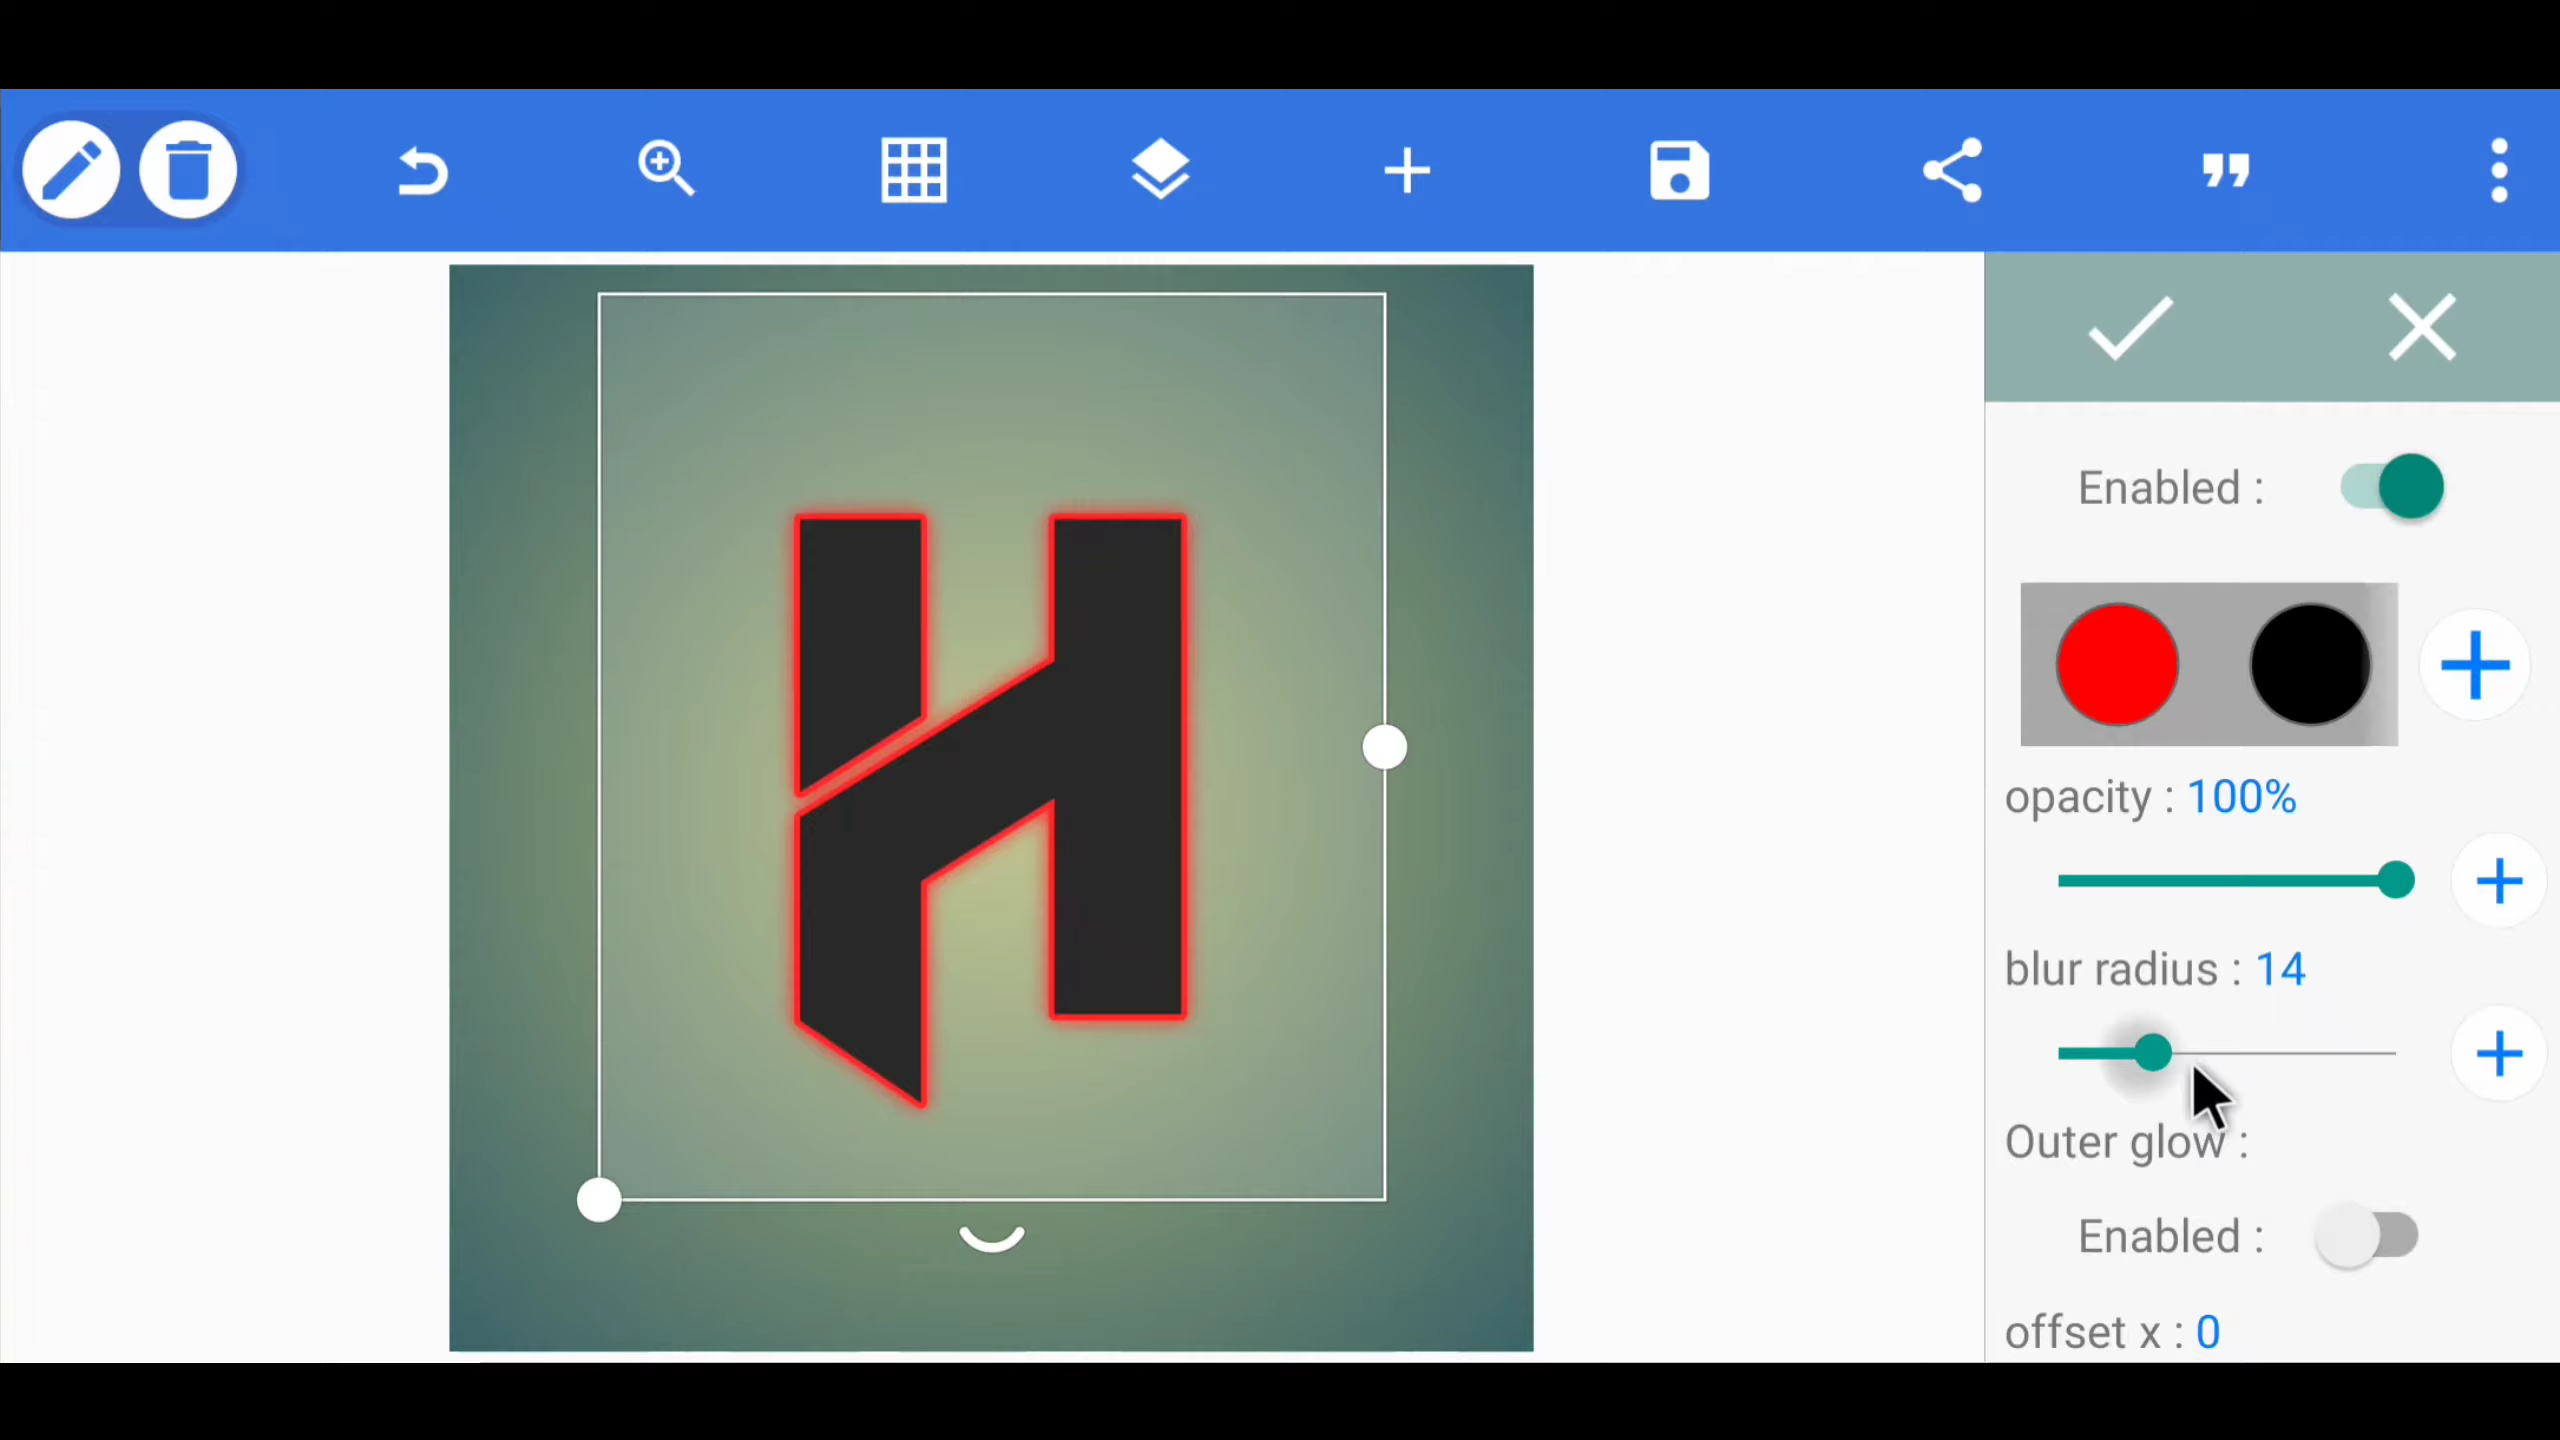 H
Enabled :
opacity : 100%
blur radius : 14
Outer glow :
Enabled :
offset x : 0